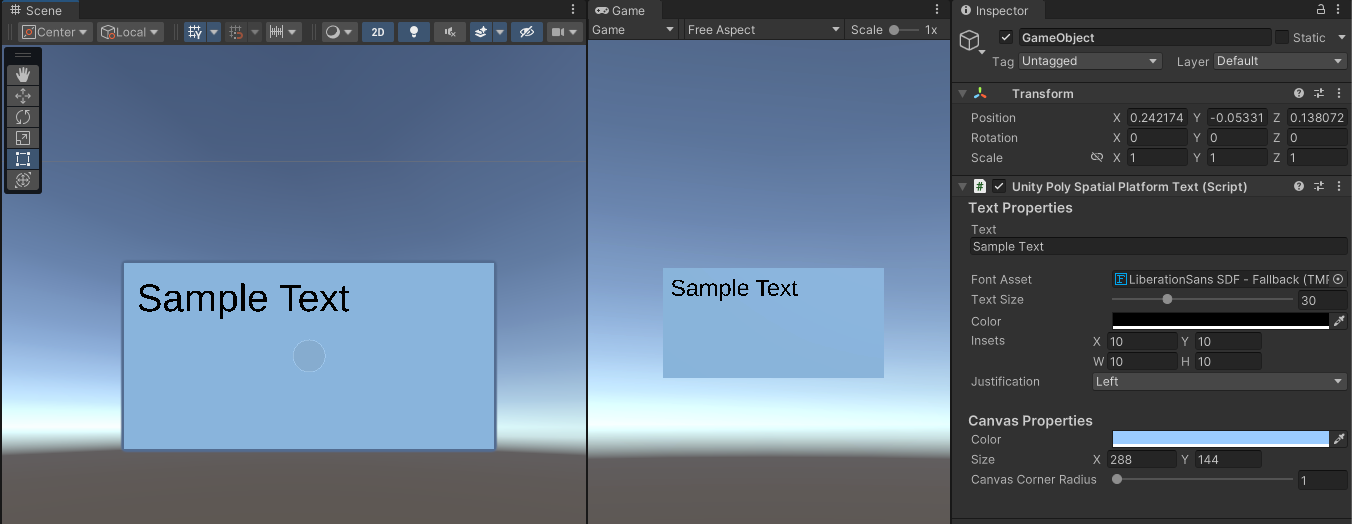 Scene
Center
Local
2D
Sample Text
Game
Game
Free Aspect
Scale
1x
Sample Text
Inspector
GameObject
Static
Tag
Untagged
Layer
Default
Transform
Position
X
0.242174
Y
-0.05331
Z
0.138072
Rotation
X
0
Y
0
Z
0
Scale
X
1
Y
1
Z
1
#
Unity Poly Spatial Platform Text (Script)
Text Properties
Text
Sample Text
Font Asset
LiberationSans SDF - Fallback (TMP
Text Size
30
Color
Insets
X
10
Y
10
W
10
H
10
Justification
Left
Canvas Properties
Color
Size
X
288
Y
144
Canvas Corner Radius
1